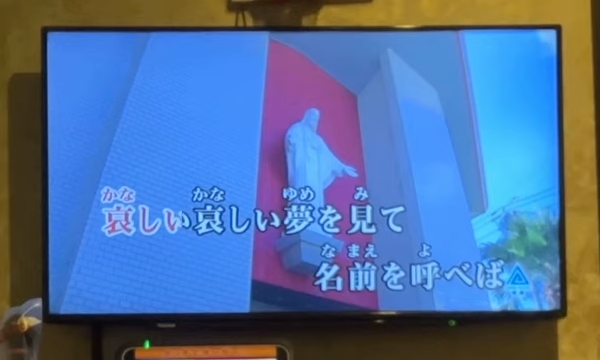 かな かな ゆめ み
哀しい哀しい夢を見て
な まえ よ
名前を呼べば